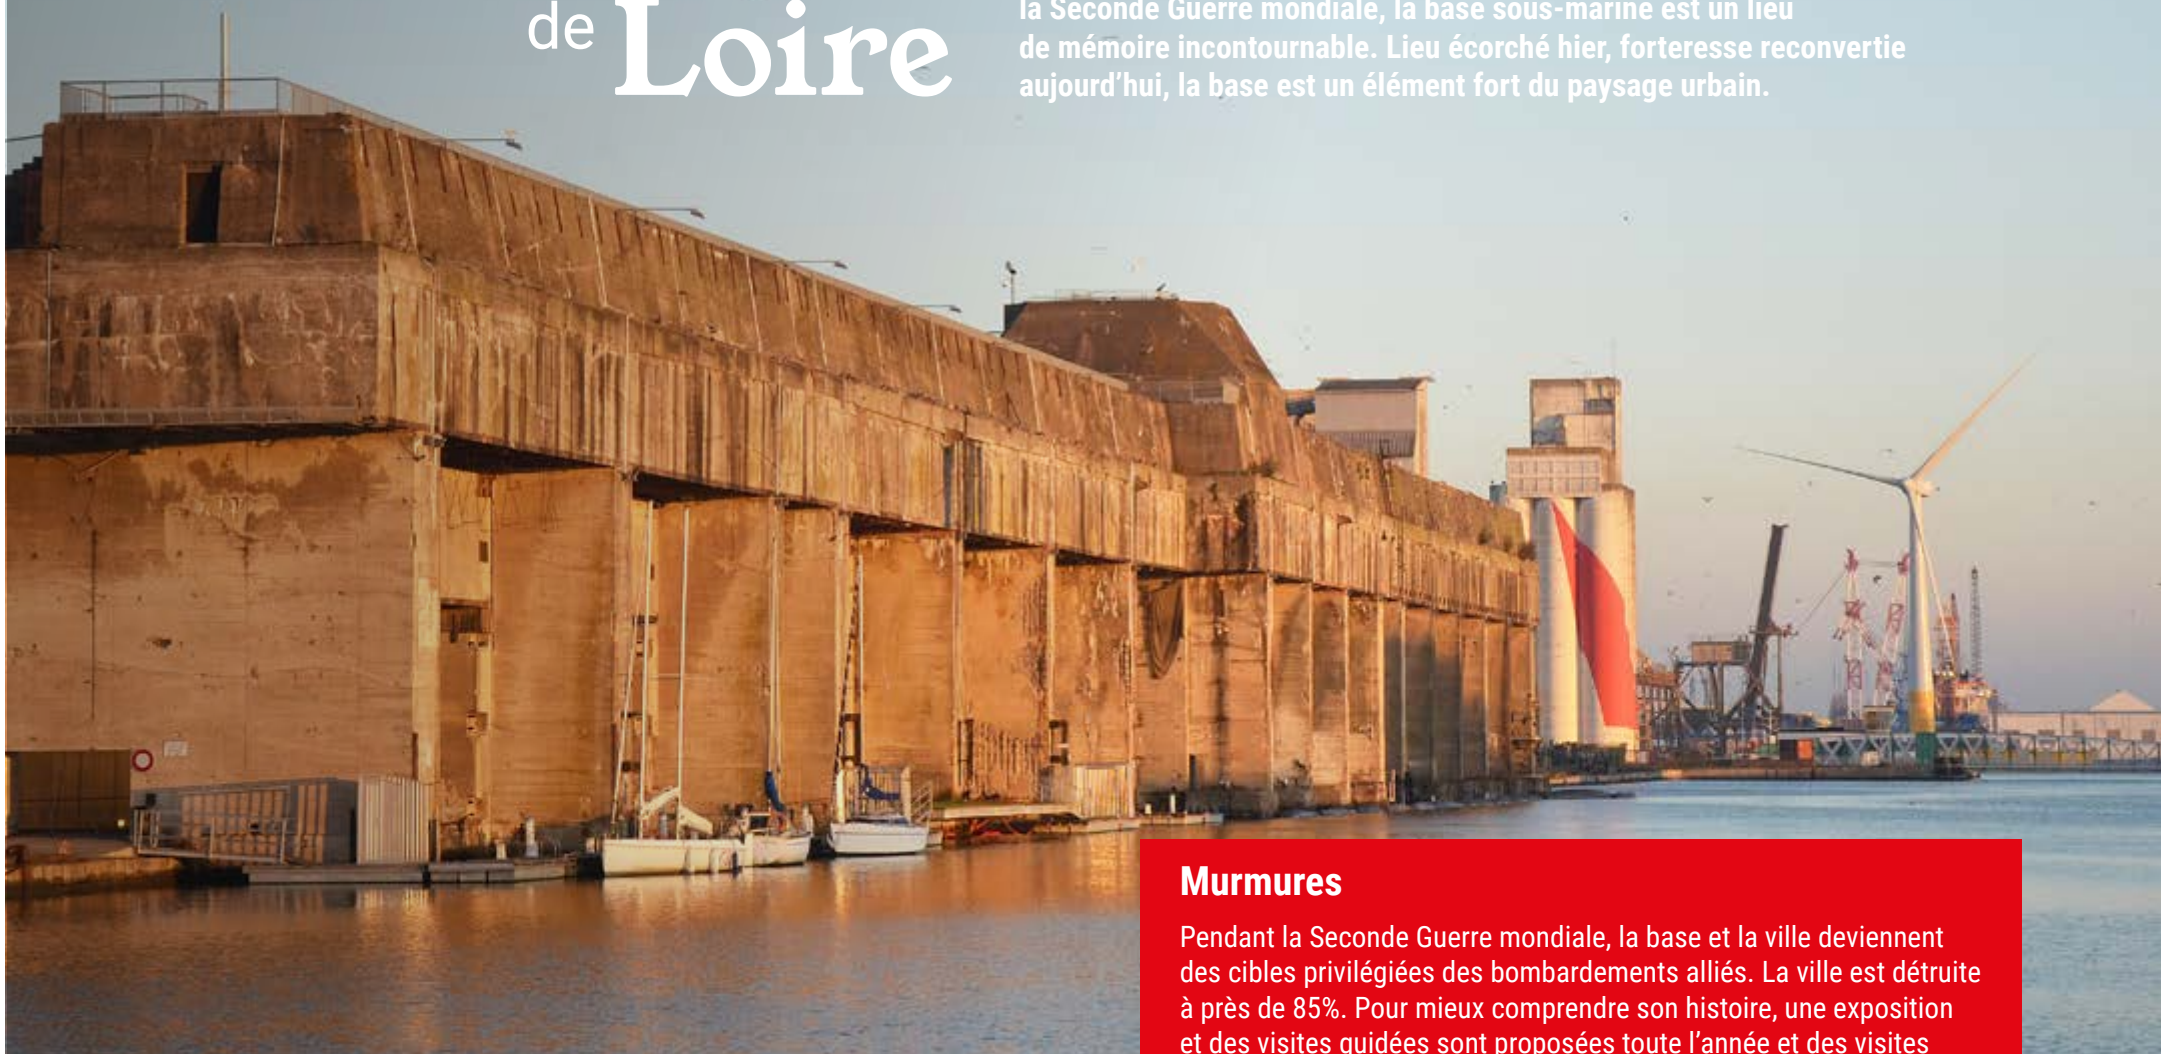 de Loire
la Seconde Guerre mondiale, la base sous-marine est un lieu
de mémoire incontournable. Lieu écorché hier, forteresse reconvertie
aujourd'hui, la base est un élément fort du paysage urbain.
Murmures
Pendant la Seconde Guerre mondiale, la base et la ville deviennent
des cibles privilégiées des bombardements alliés. La ville est détruite
à près de 85%. Pour mieux comprendre son histoire, une exposition
et des visites guidées sont proposées toute l'année et des visites